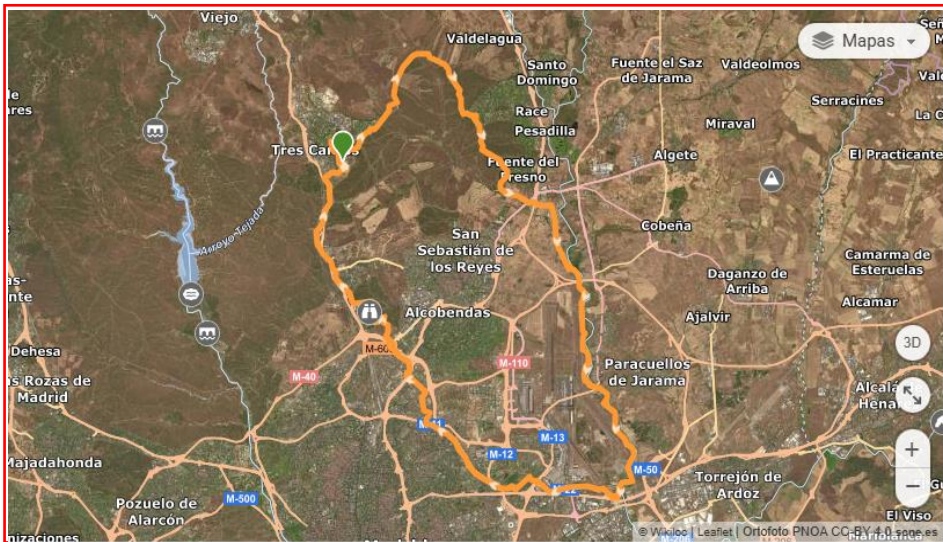 Viejo
Valdelagua
Mapas
Santo
Domingo
Fuente el Saz
de Jarama
Valdeolmos
Serracines
Race
Pesadilla
Miraval
Tres Cantos
Algete
El Practicante
Fuente del
Fresno
Arroyo Tejada
Cobeña
San
Sebastián de
los Reyes
Camarma de
Esteruelas
Daganzo de
Arriba
Alcamar
Alcobendas
Ajalvir
3D
Dehesa
M-110
Paracuellos
de Jarama
M-40
Rozas de
Madrid
M-13
M-12
Majadahonda
M-50
Torrejón de
Ardoz
Pozuelo de
Alarcón
M-500
+
−
El Viso
© Wikiloc | Leaflet | Ortofoto PNOA CC-BY 4.0 scne.es